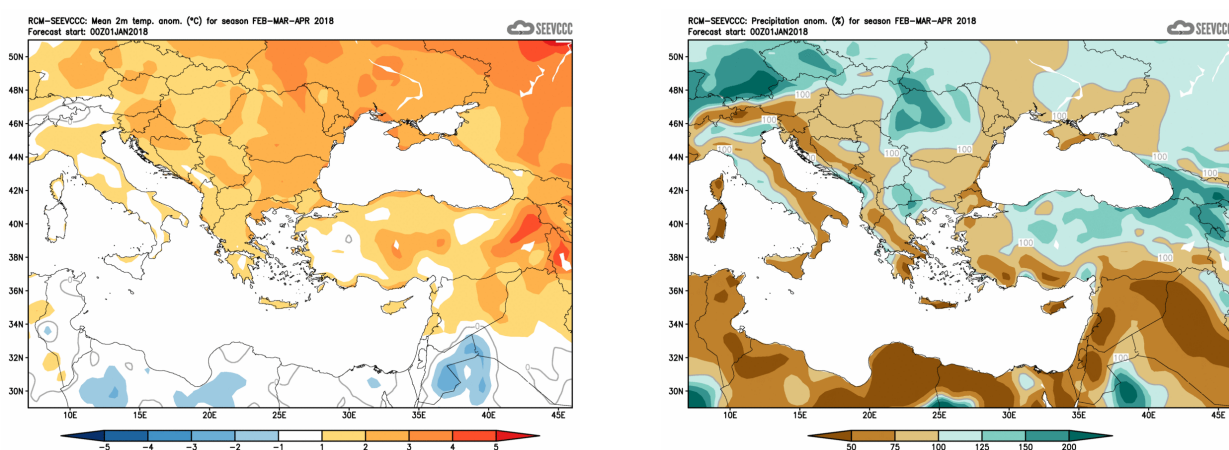 RCM-SEEVCCC: Mean 2m temp. anom. (°C) for season FEB-MAR-APR 2018
Forecast start: 00Z01JAN2018
SEEVCCC
50N
48N
46N
44N
42N
40N
38N
36N
34N
32N
30N
0
0
10E 15E 20E 25E 30E 35E 40E 45E
-5 -4 -3 -2 -1 1 2 3 4 5
RCM-SEEVCCC: Precipitation anom. (%) for season FEB-MAR-APR 2018
Forecast start: 00Z01JAN2018
SEEVCCC
50N
48N
46N
44N
42N
40N
38N
36N
34N
32N
30N
100
100
100
100
100
100
100
100
100
100
100
10E 15E 20E 25E 30E 35E 40E 45E
50 75 100 125 150 200